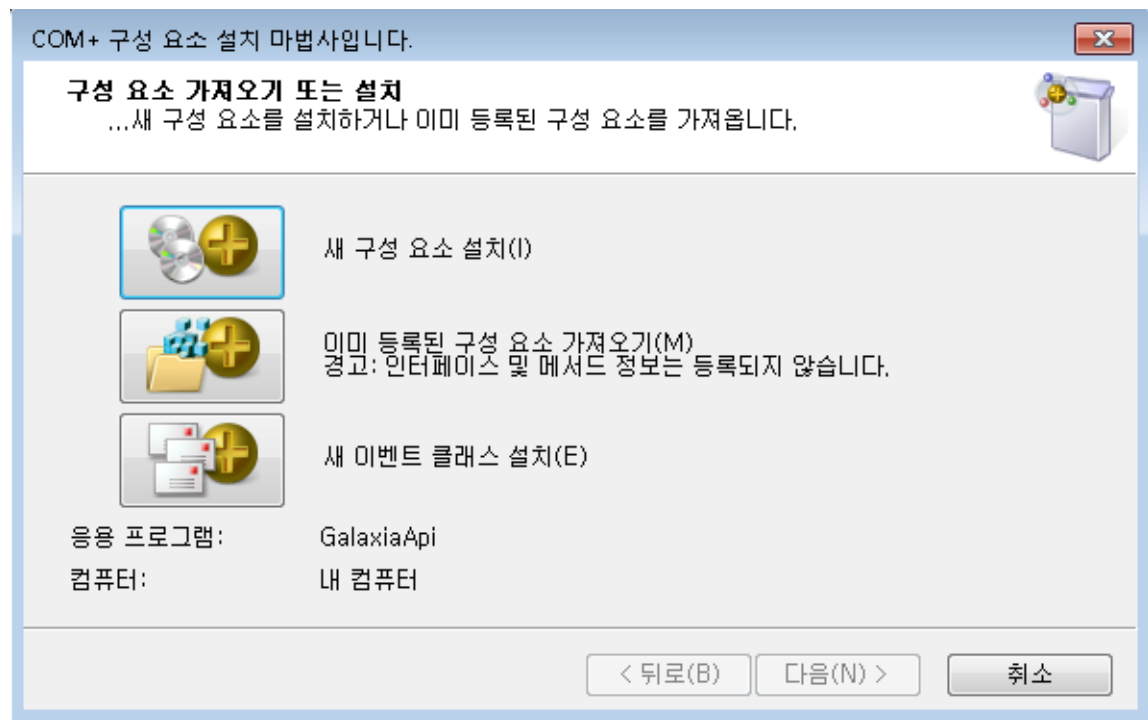 COM+ 구성 요소 설치 마법사입니다.
구성 요소 가져오기 또는 설치
...새 구성 요소를 설치하거나 이미 등록된 구성 요소를 가져옵니다.
새 구성 요소 설치(I)
이미 등록된 구성 요소 가져오기(M)
경고: 인터페이스 및 메서드 정보는 등록되지 않습니다.
새 이벤트 클래스 설치(E)
응용 프로그램: GalaxiaApi
컴퓨터: 내 컴퓨터
< 뒤로(B) 다음(N) > 취소